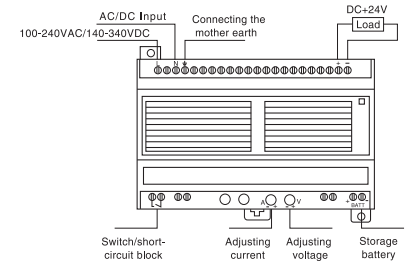 AC/DC Input
Connecting the
mother earth
DC+24V
Load
100-240VAC/140-340VDC
L N
+ −
A
- +
V
- +
+ -
BATT
Switch/short-
circuit block
Adjusting
current
Adjusting
voltage
Storage
battery